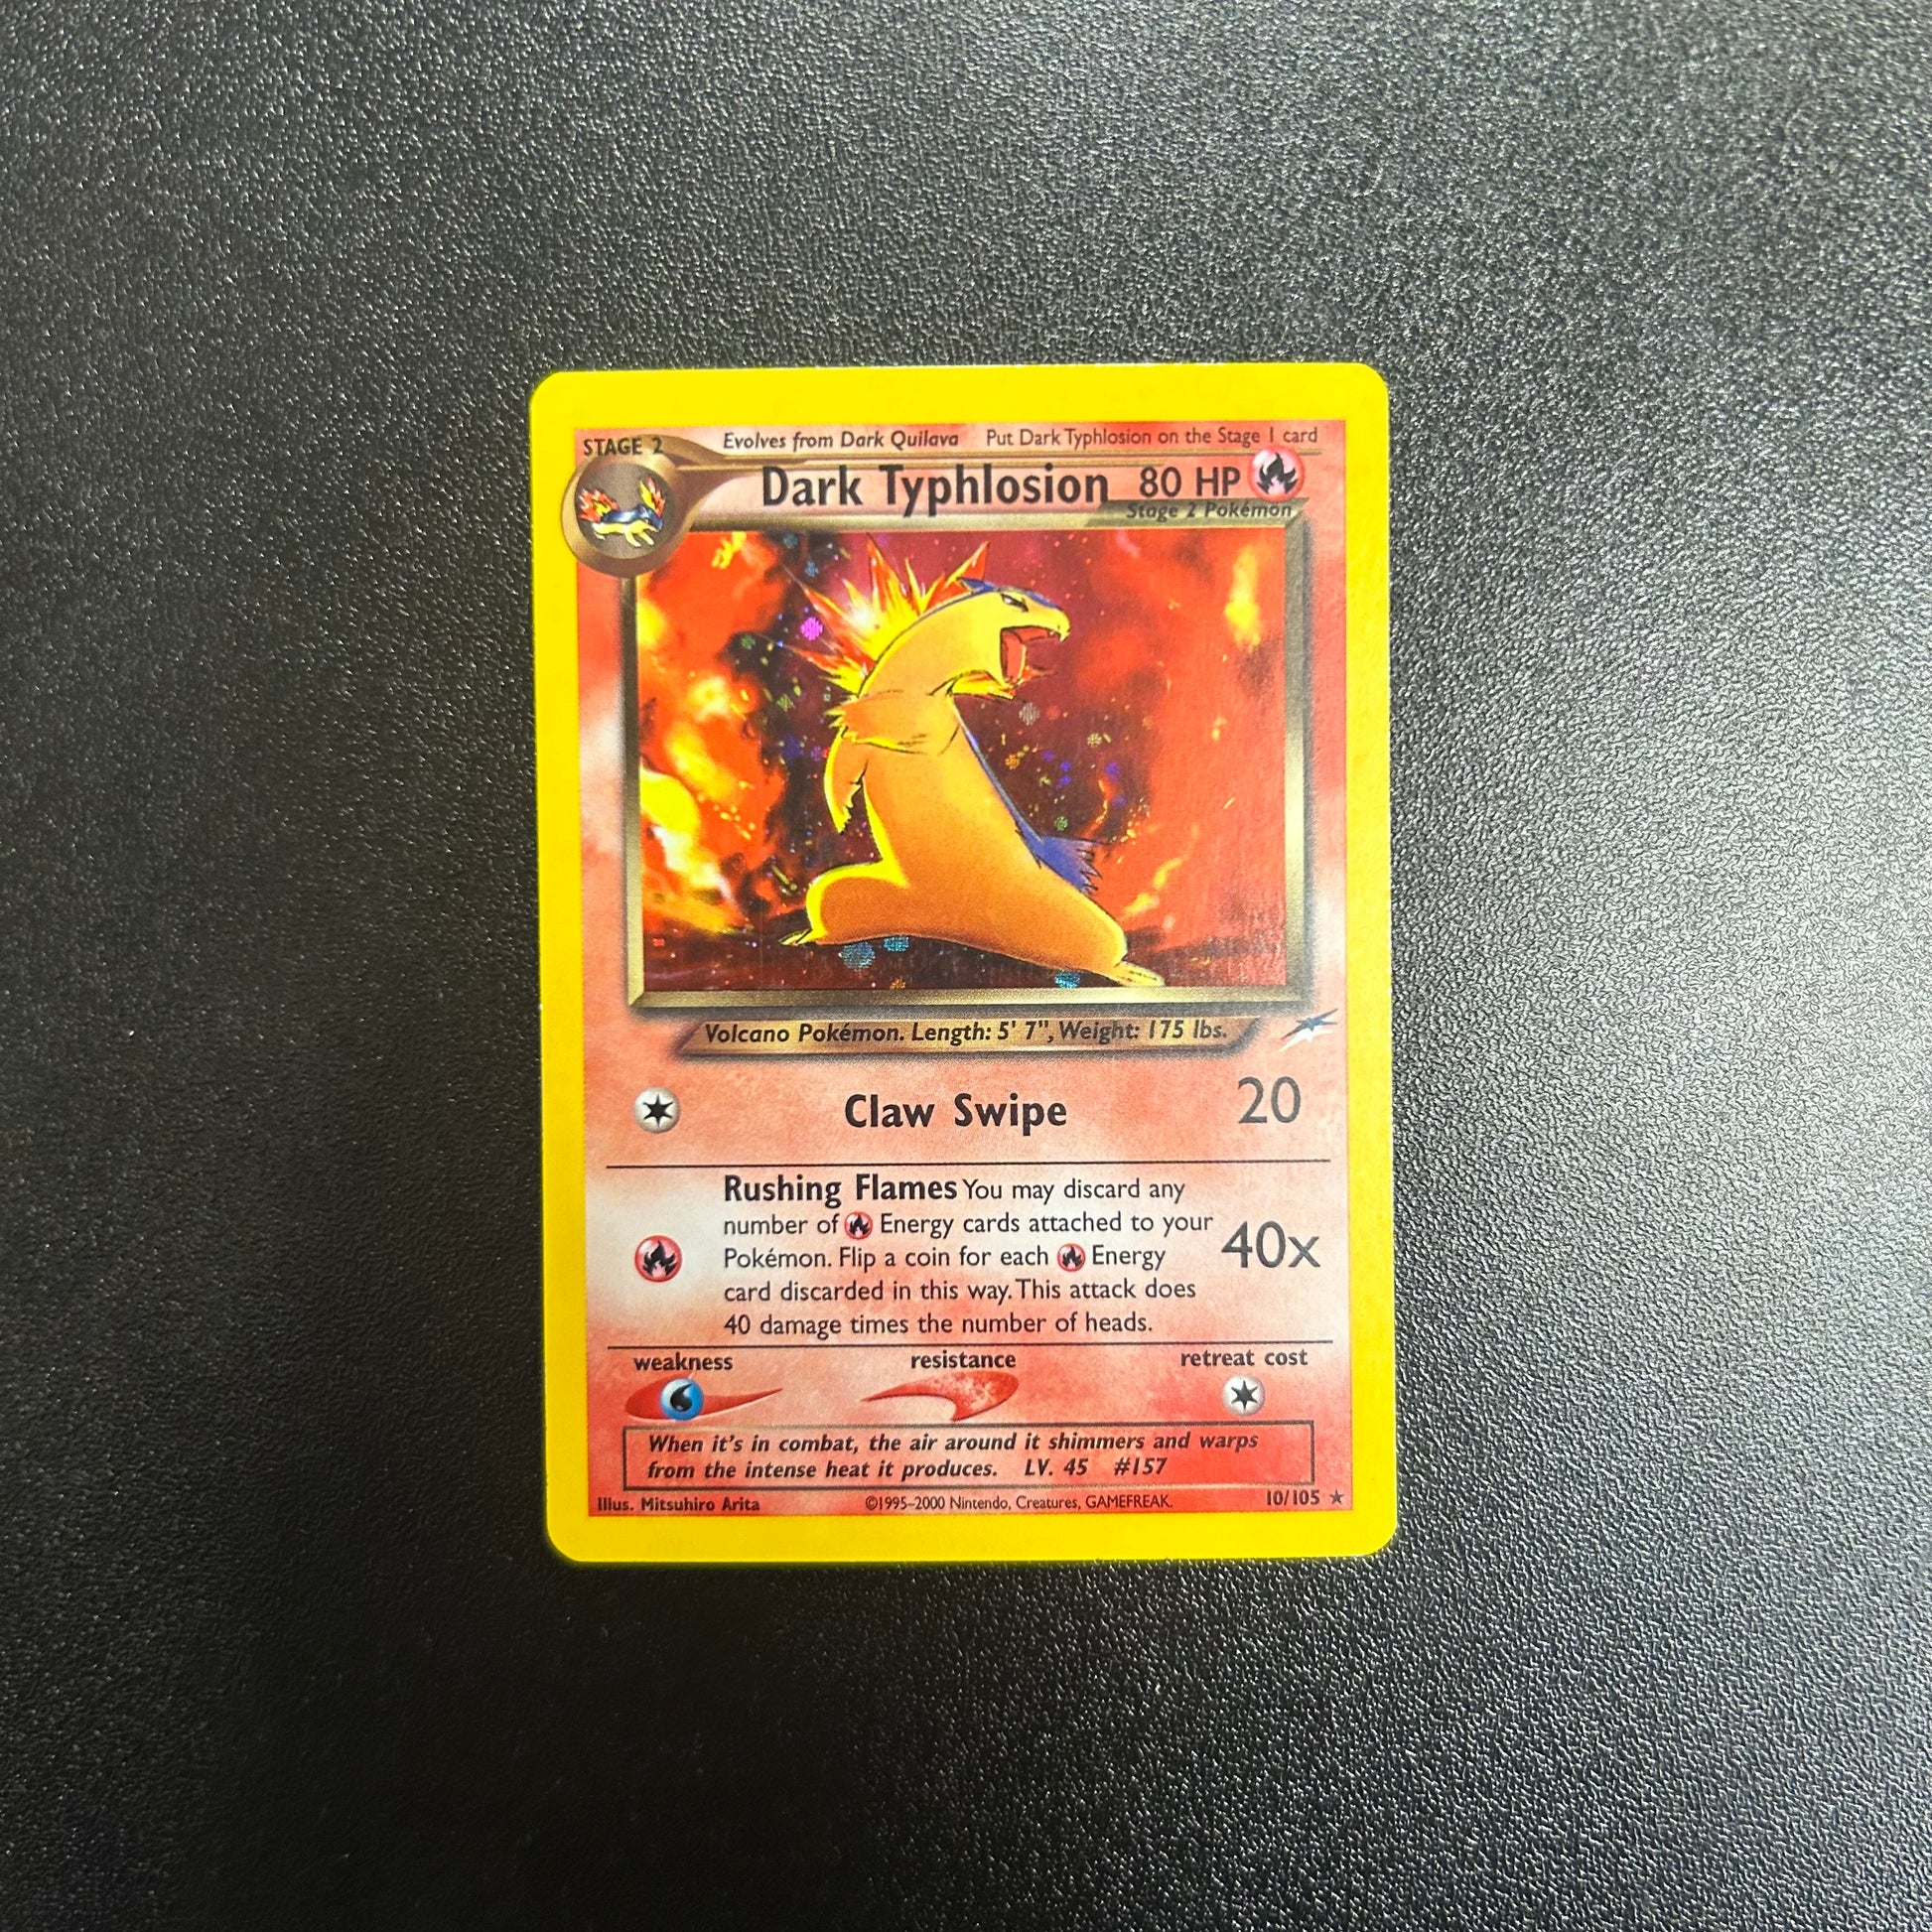 STAGE 2
Evolves from Dark Quilava Put Dark Typhlosion on the Stage 1 card
Dark Typhlosion 80 HP
Stage 2 Pokémon
Volcano Pokémon. Length: 5' 7", Weight: 175 lbs.
Claw Swipe 20
Rushing Flames You may discard any
number of Energy cards attached to your
Pokémon. Flip a coin for each Energy
card discarded in this way. This attack does
40 damage times the number of heads.
40x
weakness resistance retreat cost
When it's in combat, the air around it shimmers and warps
from the intense heat it produces. LV. 45 #157
Illus. Mitsuhiro Arita ©1995–2000 Nintendo, Creatures, GAMEFREAK. 10/105 ★